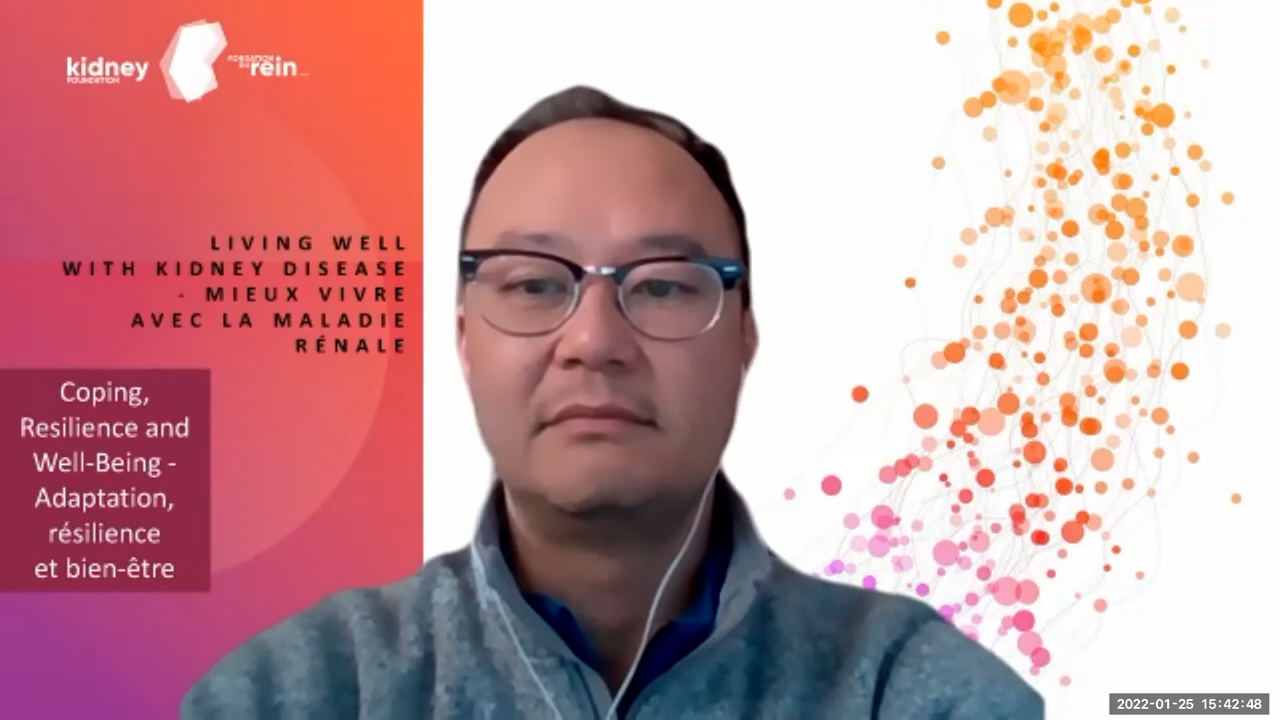 kidney
FOUNDATION
FONDATION
DU rein
LIVING WELL
WITH KIDNEY DISEASE
- MIEUX VIVRE
AVEC LA MALADIE
RÉNALE
Coping,
Resilience and
Well-Being -
Adaptation,
résilience
et bien-être
2022-01-25 15:42:48